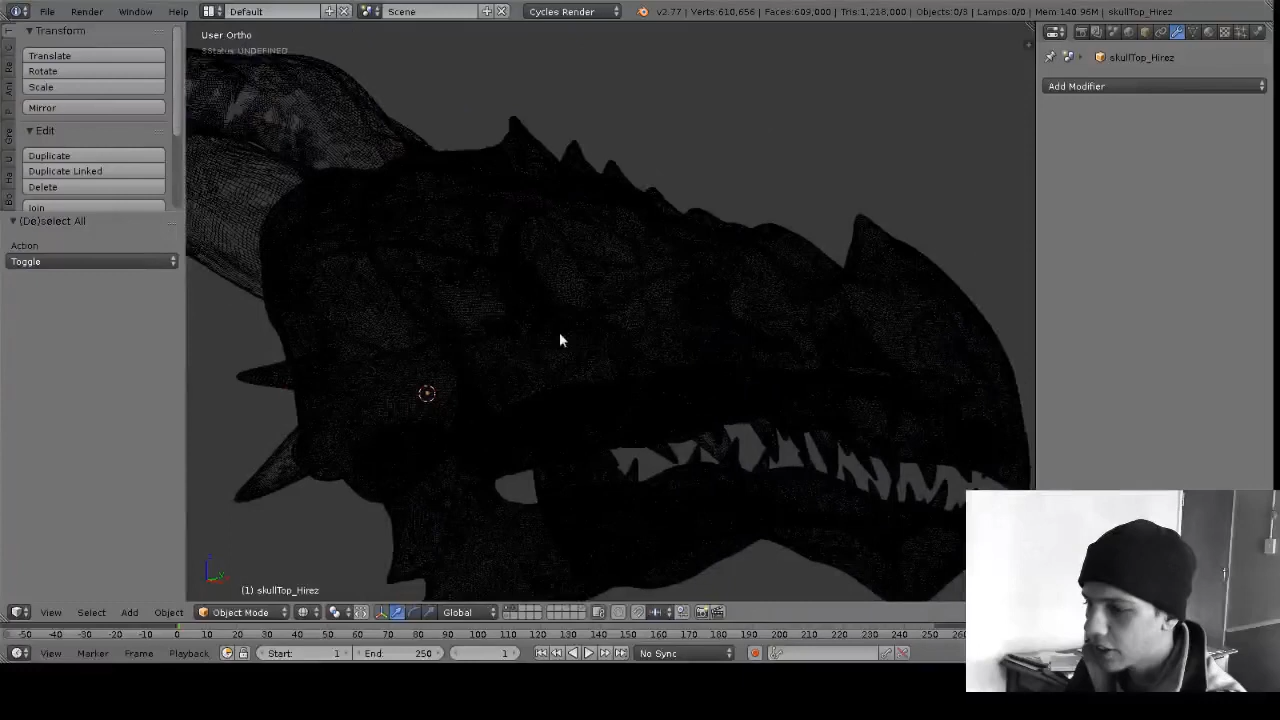 File Render Window Help Default Scene Cycles Render v2.77 | Verts:610,656 | Faces:609,000 | Tris:1,218,000 | Objects:0/8 | Lamps:0/0 | Mem:140.96M | skullTop_Hirez
Transform
Translate
Rotate
Scale
Mirror
Edit
Duplicate
Duplicate Linked
Delete
Join
(De)select All
Action
Toggle
User Ortho
SStatus: UNDEFINED
skullTop_Hirez
Add Modifier
(1) skullTop_Hirez
View Select Add Object Object Mode Global
-50 -40 -30 -20 -10 0 10 20 30 40 50 60 70 80 90 100 110 120 130 140 150 160 170 180 190 200 210 220 230 240 250 26
View Marker Frame Playback Start: 1 End: 250 1 No Sync